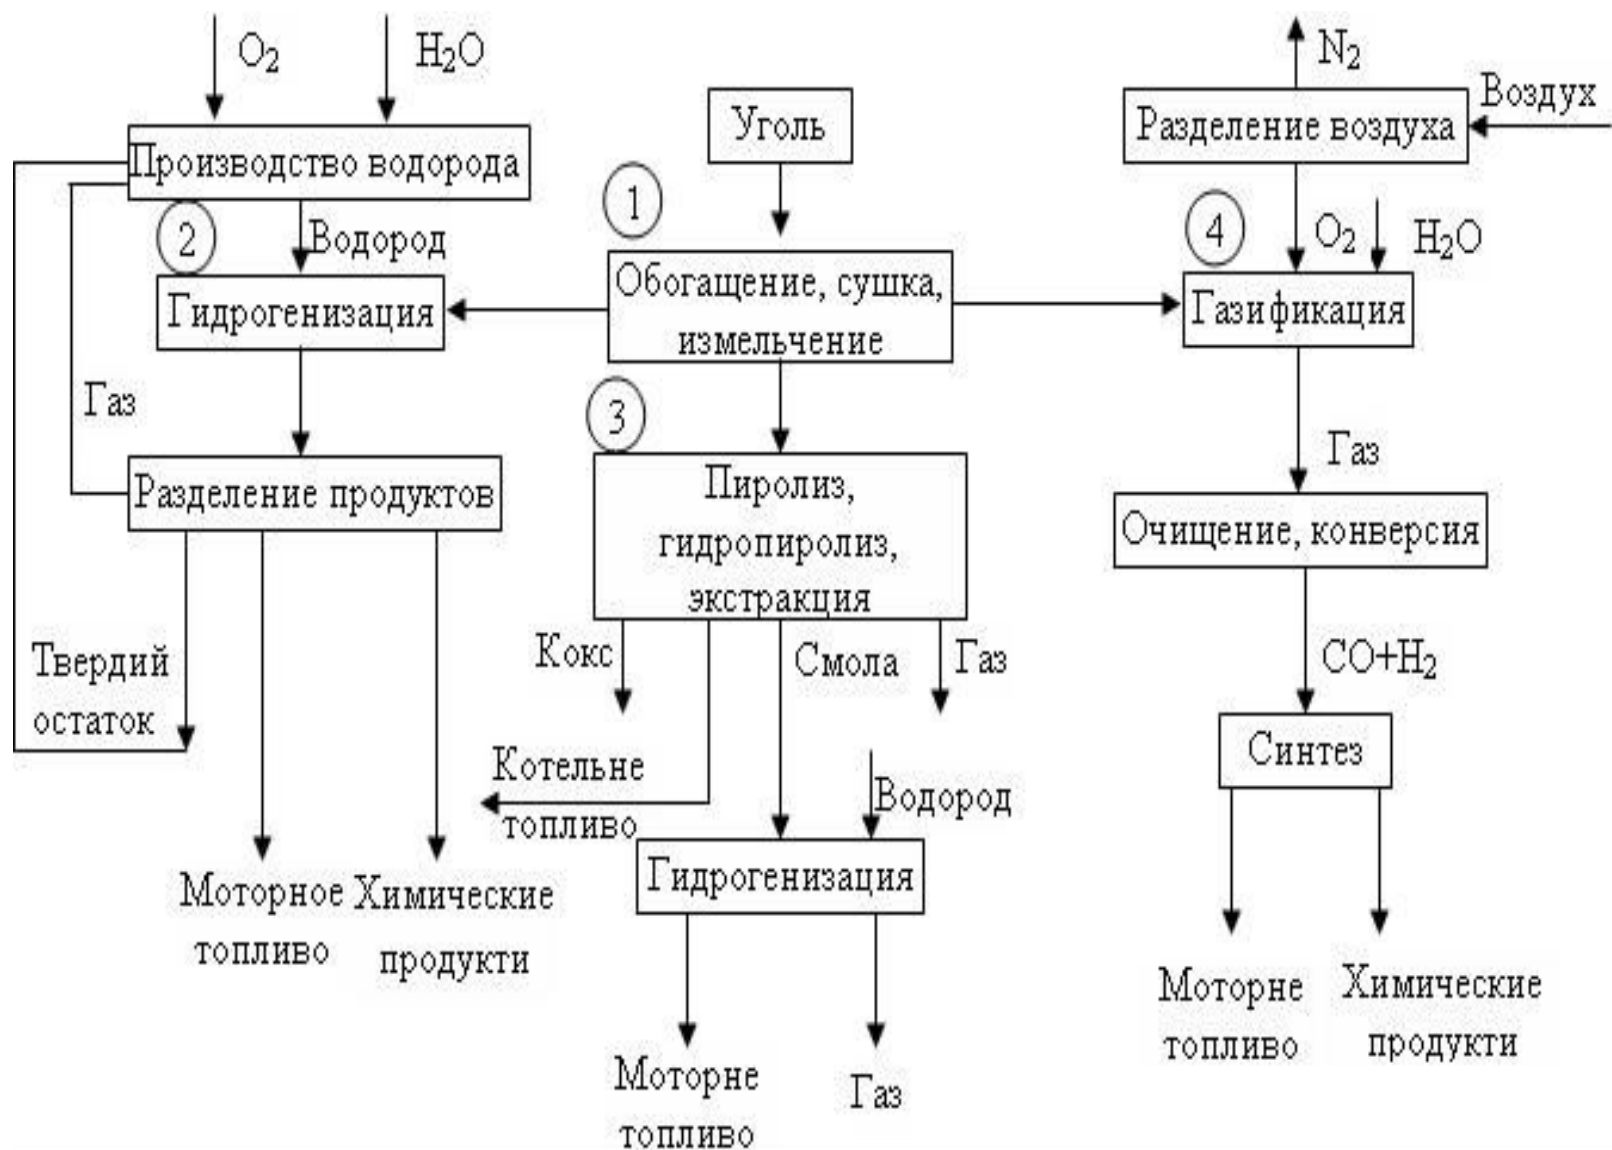 O₂
H₂O
N₂
Воздух
Уголь
Разделение воздуха
Производство водорода
1
2
Водород
4
O₂
H₂O
Обогащение, сушка,
измельчение
Гидрогенизация
Газификация
Газ
3
Газ
Разделение продуктов
Пиролиз,
гидропиролиз,
экстракция
Очищение, конверсия
Твердий
остаток
Кокс
Смола
Газ
CO+H₂
Котельне
топливо
Водород
Синтез
Гидрогенизация
Моторное
топливо
Химические
продукти
Моторне
топливо
Химические
продукти
Моторне
топливо
Газ